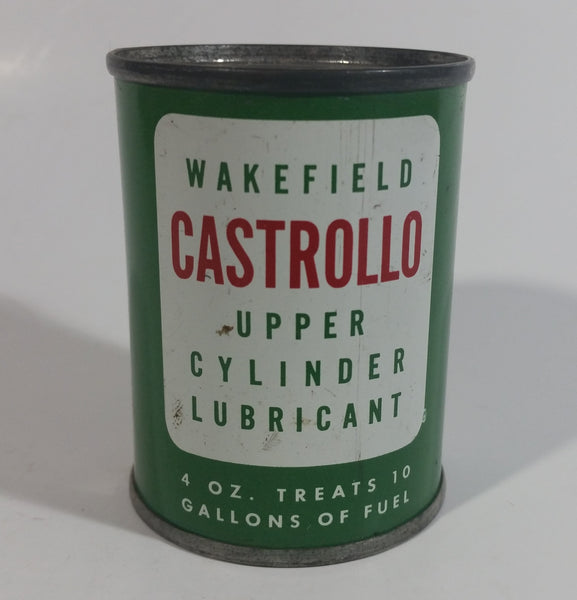 WAKEFIELD
CASTROLLO
UPPER
CYLINDER
LUBRICANT
4 OZ. TREATS 10
GALLONS OF FUEL